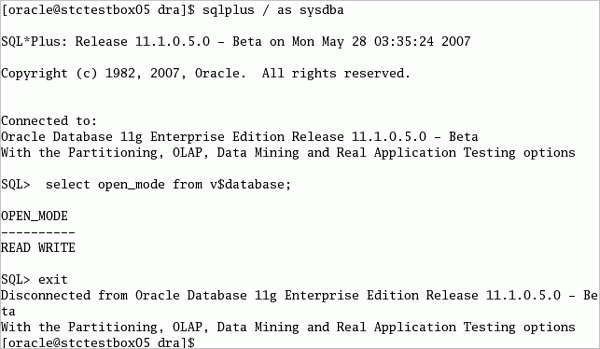 [oracle@stctestbox05 dra]$ sqlplus / as sysdba
SQL*Plus: Release 11.1.0.5.0 - Beta on Mon May 28 03:35:24 2007
Copyright (c) 1982, 2007, Oracle.  All rights reserved.
Connected to:
Oracle Database 11g Enterprise Edition Release 11.1.0.5.0 - Beta
With the Partitioning, OLAP, Data Mining and Real Application Testing options
SQL>  select open_mode from v$database;
OPEN_MODE
----------
READ WRITE
SQL> exit
Disconnected from Oracle Database 11g Enterprise Edition Release 11.1.0.5.0 - Be
ta
With the Partitioning, OLAP, Data Mining and Real Application Testing options
[oracle@stctestbox05 dra]$